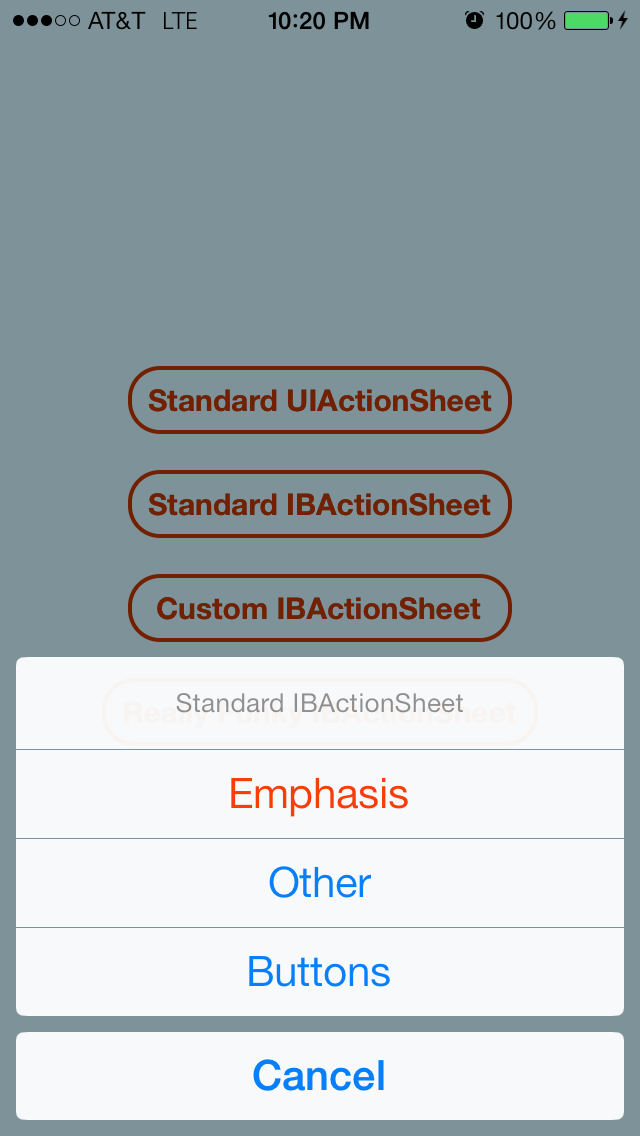 AT&T LTE 10:20 PM 100%
Standard UIActionSheet
Standard IBActionSheet
Custom IBActionSheet
Really Funky IBActionSheet
Standard IBActionSheet
Emphasis
Other
Buttons
Cancel